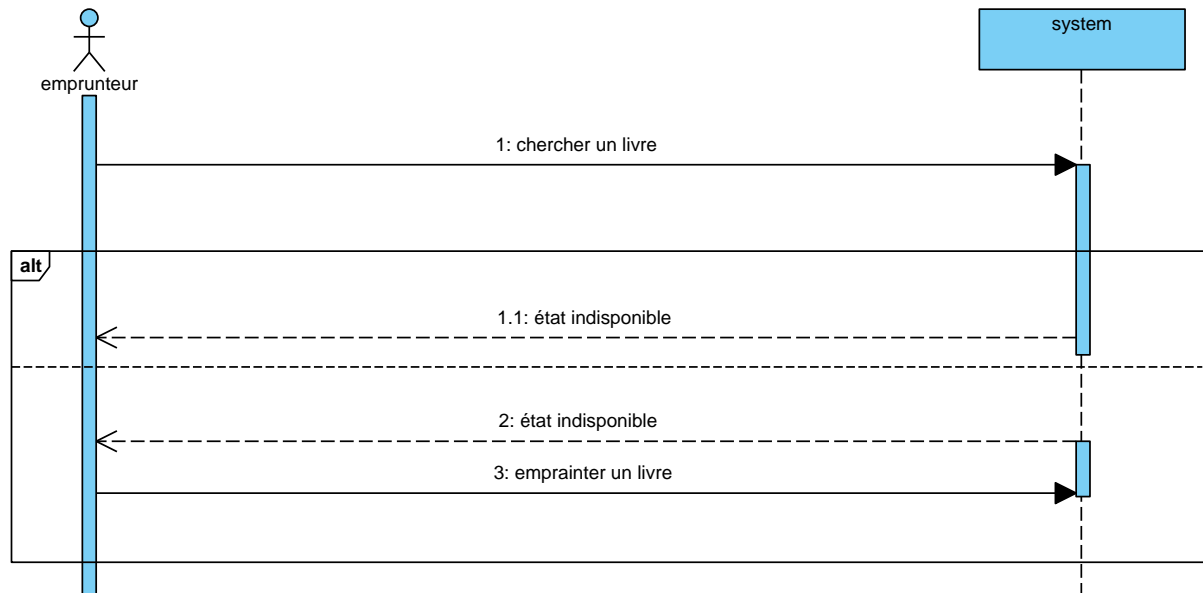 system
emprunteur
1: chercher un livre
alt
1.1: état indisponible
2: état indisponible
3: emprainter un livre